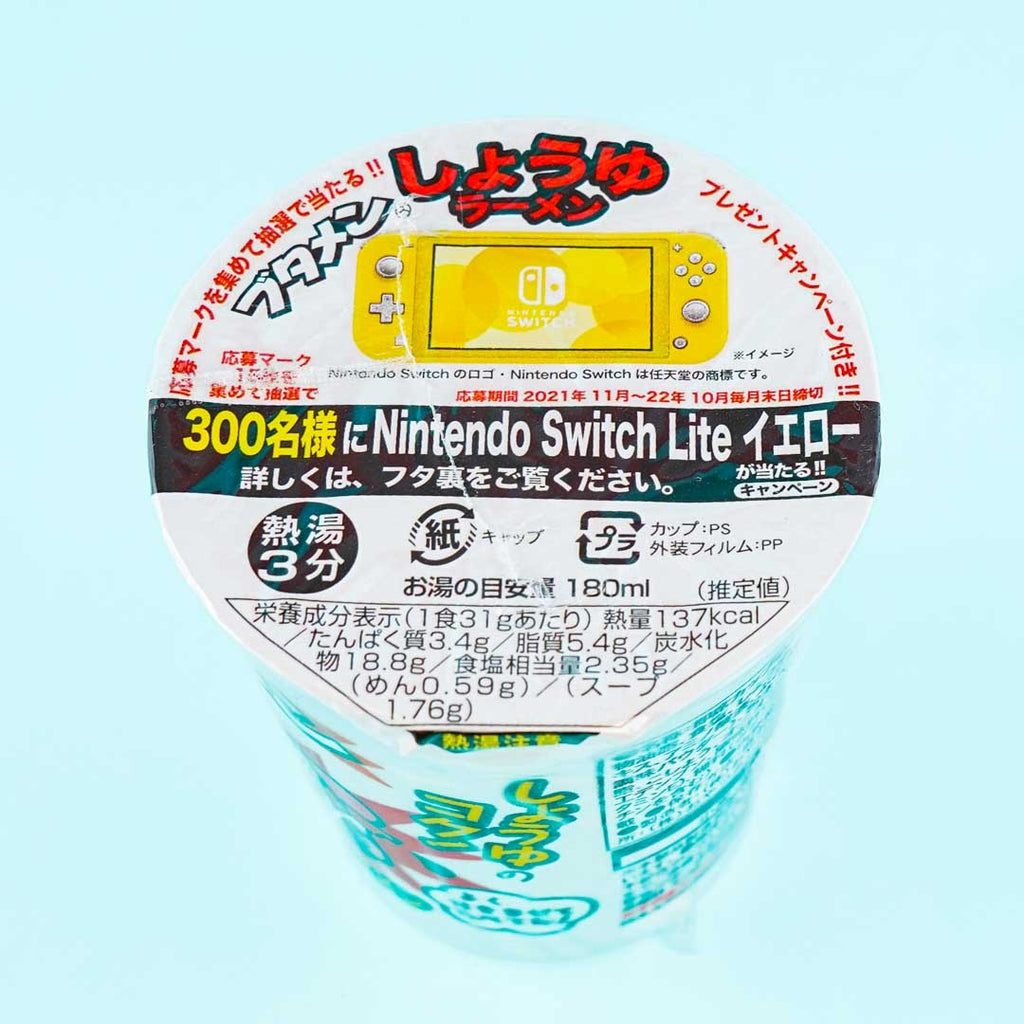 応募マークを集めて抽選で当たる!!
しょうゆ
ラーメン
ブタメン
プレゼントキャンペーン付き!!
NINTENDO
SWITCH
※イメージ
応募マーク
集めて抽選で
Nintendo Switch のロゴ・Nintendo Switch は任天堂の商標です。
応募期間 2021年 11月〜22年 10月毎月末日締切
300名様に Nintendo Switch Lite イエロー
が当たる!!
詳しくは、フタ裏をご覧ください。
キャンペーン
熱湯
3分
紙
キャップ
プラ
カップ:PS
外装フィルム:PP
お湯の目安量 180ml (推定値)
栄養成分表示(1食31gあたり) 熱量137kcal
/たんぱく質3.4g/脂質5.4g/炭水化
物18.8g/食塩相当量2.35g/
(めん0.59g)/(スープ
1.76g)
熱湯注意
しょうゆの
コク